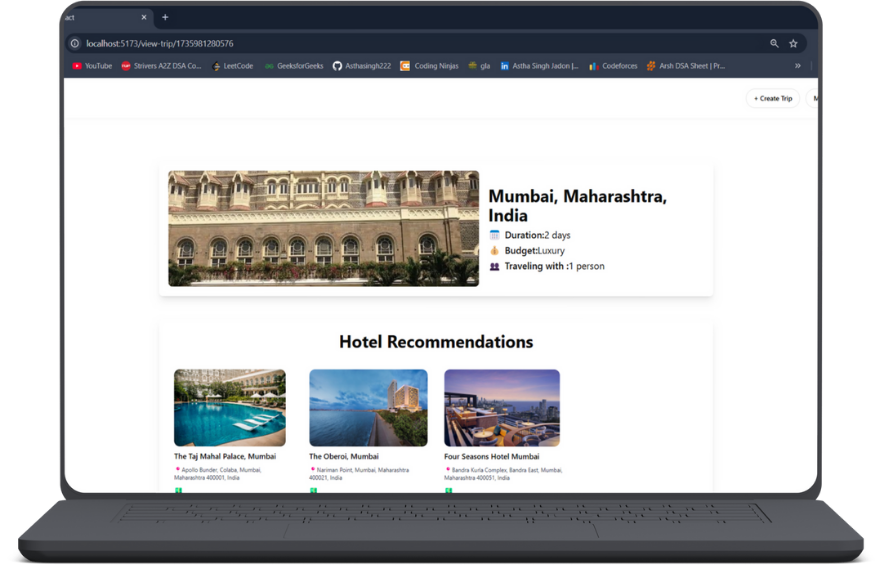 act
localhost:5173/view-trip/1735981280576
YouTube Strivers A2Z DSA Co... LeetCode GeeksforGeeks Asthasingh222 Coding Ninjas gla Astha Singh Jadon |... Codeforces Arsh DSA Sheet | Pr... »
+ Create Trip M
Mumbai, Maharashtra,
India
Duration:2 days
Budget:Luxury
Traveling with :1 person
Hotel Recommendations
The Taj Mahal Palace, Mumbai
Apollo Bunder, Colaba, Mumbai,
Maharashtra 400001, India
The Oberoi, Mumbai
Nariman Point, Mumbai, Maharashtra
400021, India
Four Seasons Hotel Mumbai
Bandra Kurla Complex, Bandra East, Mumbai,
Maharashtra 400051, India